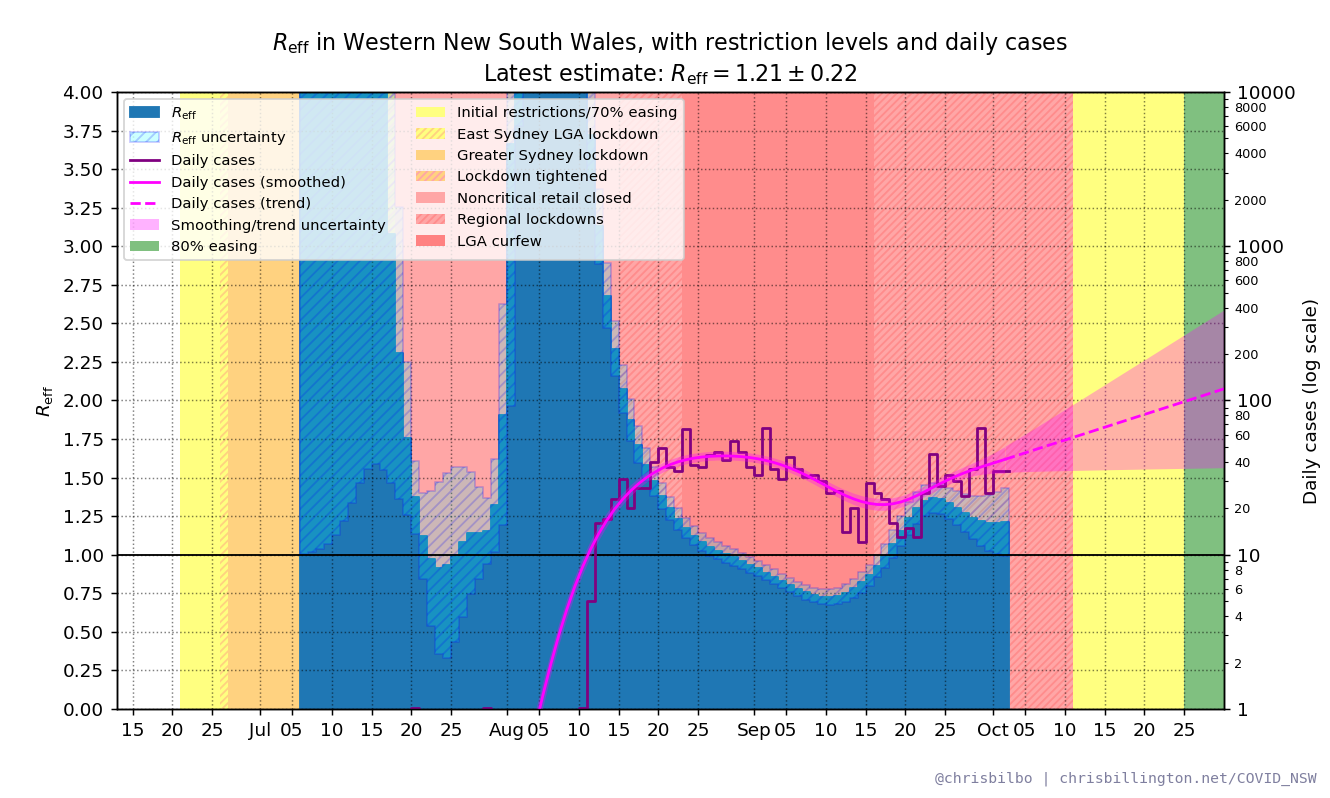 Reff in Western New South Wales, with restriction levels and daily cases
Latest estimate: Reff = 1.21 ± 0.22
Reff
Reff uncertainty
Daily cases
Daily cases (smoothed)
Daily cases (trend)
Smoothing/trend uncertainty
80% easing
Initial restrictions/70% easing
East Sydney LGA lockdown
Greater Sydney lockdown
Lockdown tightened
Noncritical retail closed
Regional lockdowns
LGA curfew
Reff
4.00
3.75
3.50
3.25
3.00
2.75
2.50
2.25
2.00
1.75
1.50
1.25
1.00
0.75
0.50
0.25
0.00
10000
8000
6000
4000
2000
1000
800
600
400
200
100
80
60
40
20
10
8
6
4
2
1
Daily cases (log scale)
15 20 25 Jul 05 10 15 20 25 Aug 05 10 15 20 25 Sep 05 10 15 20 25 Oct 05 10 15 20 25
@chrisbilbo | chrisbillington.net/COVID_NSW